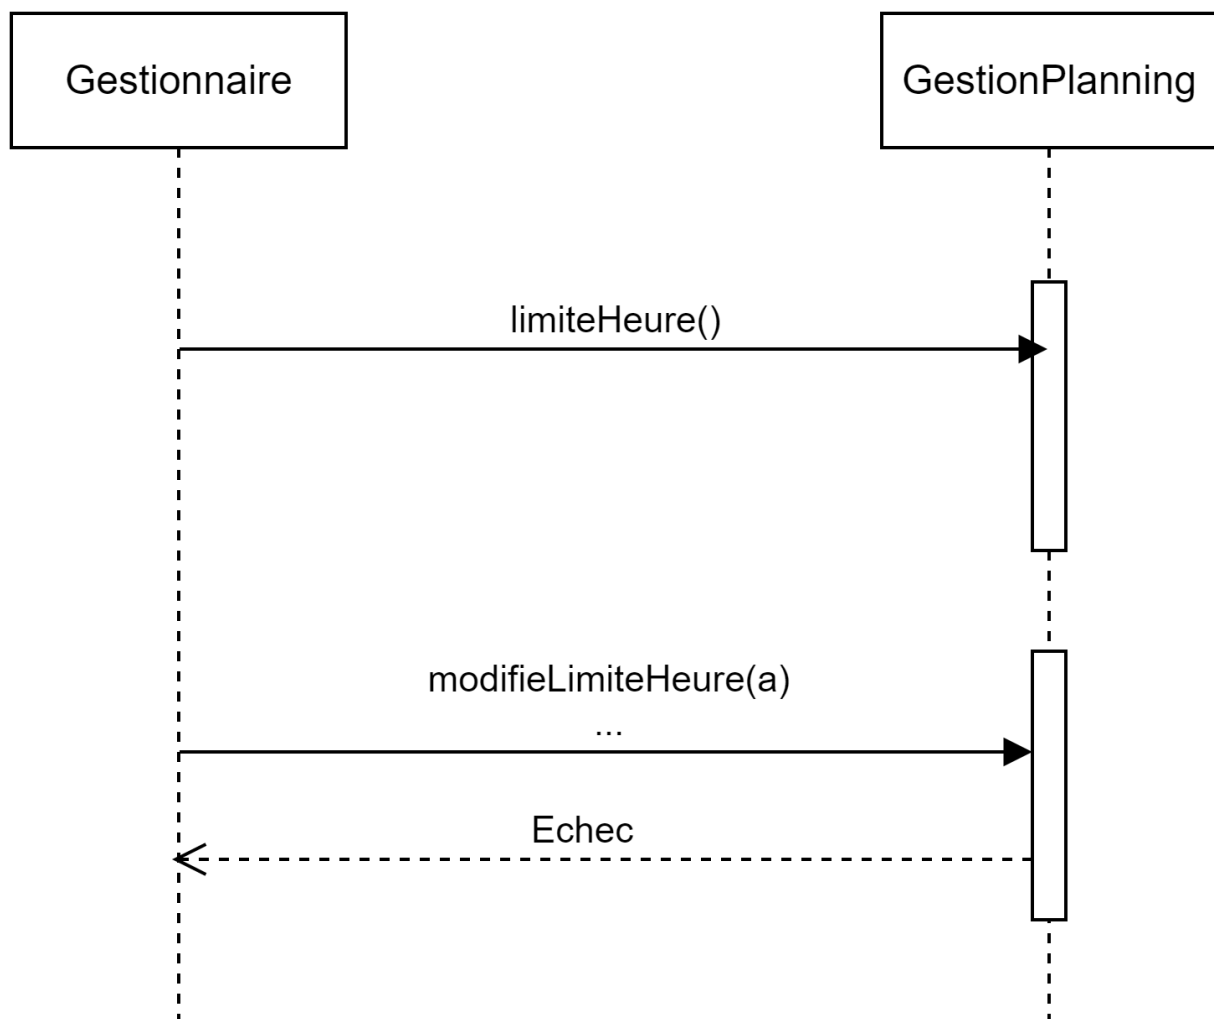 Gestionnaire
GestionPlanning
limiteHeure()
modifieLimiteHeure(a)
...
Echec